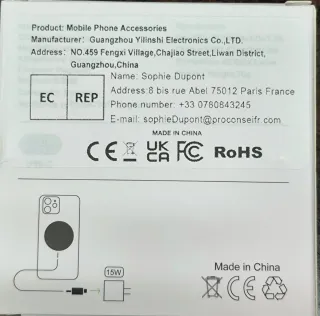 Product: Mobile Phone Accessories
Manufacturer: Guangzhou Yilinshi Electronics CO.,LTD.
Address: NO.459 Fengxi Village,Chajiao Street,Liwan District,
Guangzhou,China
EC REP
Name: Sophie Dupont
Address:8 bis rue Abel 75012 Paris France
Phone number: +33 0760843245
E-mail: sophieDupont@proconseifr.com
MADE IN CHINA
CE UK CA FC RoHS
15W
Made in China
CE